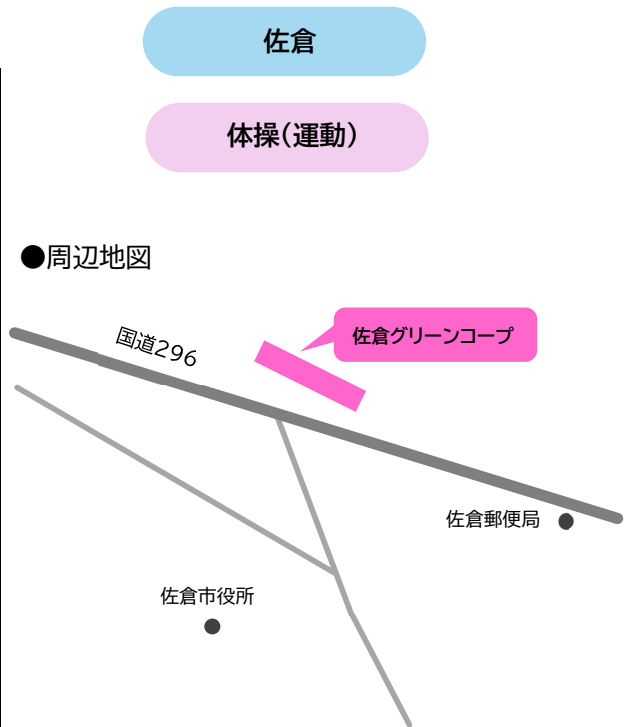 佐倉
体操(運動)
●周辺地図
国道296
佐倉グリーンコープ
佐倉郵便局
佐倉市役所